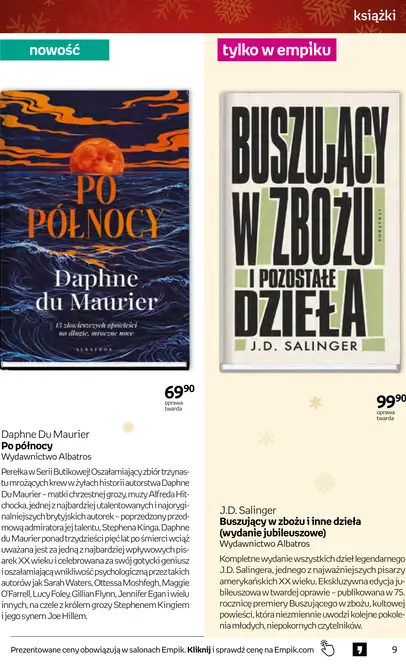 książki
nowość
PO
PÓŁNOCY
Daphne
du Maurier
13 złowieszczych opowieści
na długie, mroczne noce
ALBATROS
69 90
oprawa
twarda
Daphne Du Maurier
Po północy
Wydawnictwo Albatros
Perełka w Serii Butikowej! Oszałamiający zbiór trzynas-
tu mrożących krew w żyłach historii autorstwa Daphne
Du Maurier – matki chrzestnej grozy, muzy Alfreda Hit-
chocka, jednej z najbardziej utalentowanych i najorygi-
nalniejszych brytyjskich autorek – poprzedzony przed-
mową admiratora jej talentu, Stephena Kinga. Daphne
du Maurier ponad trzydzieści pięć lat po śmierci wciąż
uważana jest za jedną z najbardziej wpływowych pis-
arek XX wieku i celebrowana za swój gotycki geniusz
i oszałamiającą wnikliwość psychologiczną przez takich
autorów jak Sarah Waters, Ottessa Moshfegh, Maggie
O'Farrell, Lucy Foley, Gillian Flynn, Jennifer Egan i wielu
innych, na czele z królem grozy Stephenem Kingiem
i jego synem Joe Hillem.
tylko w empiku
BUSZUJĄCY
W ZBOŻU
ALBATROS
I POZOSTAŁE
DZIEŁA
J.D. SALINGER
99 90
oprawa
twarda
J.D. Salinger
Buszujący w zbożu i inne dzieła
(wydanie jubileuszowe)
Wydawnictwo Albatros
Kompletne wydanie wszystkich dzieł legendarnego
J.D. Salingera, jednego z najważniejszych pisarzy
amerykańskich XX wieku. Ekskluzywna edycja ju-
bileuszowa w twardej oprawie – publikowana w 75.
rocznicę premiery Buszującego w zbożu, kultowej
powieści, która niezmiennie uwodzi kolejne pokole-
nia młodych, niepokornych czytelników.
Prezentowane ceny obowiązują w salonach Empik. Kliknij i sprawdź cenę na Empik.com
9